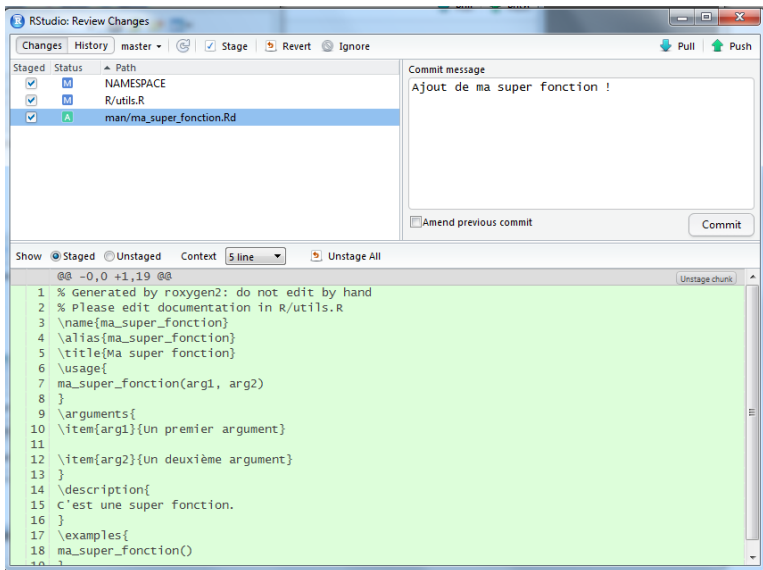 RStudio: Review Changes
Changes History master Stage Revert Ignore Pull Push
Staged Status Path
M NAMESPACE
M R/utils.R
A man/ma_super_fonction.Rd
Commit message
Ajout de ma super fonction !
Amend previous commit Commit
Show Staged Unstaged Context 5 line Unstage All
@@ -0,0 +1,19 @@ Unstage chunk
1 % Generated by roxygen2: do not edit by hand
2 % Please edit documentation in R/utils.R
3 \name{ma_super_fonction}
4 \alias{ma_super_fonction}
5 \title{Ma super fonction}
6 \usage{
7 ma_super_fonction(arg1, arg2)
8 }
9 \arguments{
10 \item{arg1}{Un premier argument}
11
12 \item{arg2}{Un deuxième argument}
13 }
14 \description{
15 C'est une super fonction.
16 }
17 \examples{
18 ma_super_fonction()
19 }